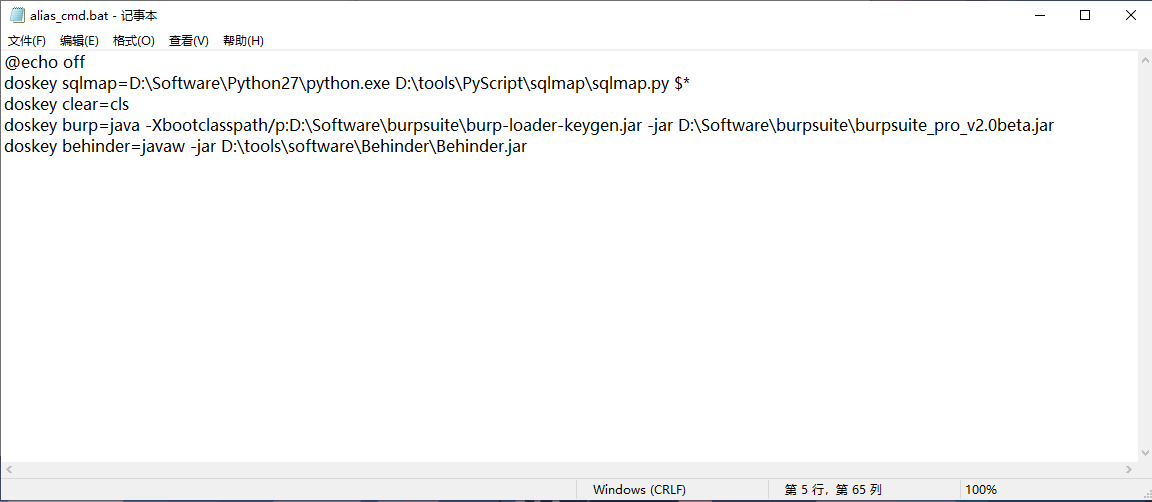 alias_cmd.bat - 记事本
文件(F) 编辑(E) 格式(O) 查看(V) 帮助(H)
@echo off
doskey sqlmap=D:\Software\Python27\python.exe D:\tools\PyScript\sqlmap\sqlmap.py $*
doskey clear=cls
doskey burp=java -Xbootclasspath/p:D:\Software\burpsuite\burp-loader-keygen.jar -jar D:\Software\burpsuite\burpsuite_pro_v2.0beta.jar
doskey behinder=javaw -jar D:\tools\software\Behinder\Behinder.jar
Windows (CRLF) 第 5 行，第 65 列 100%